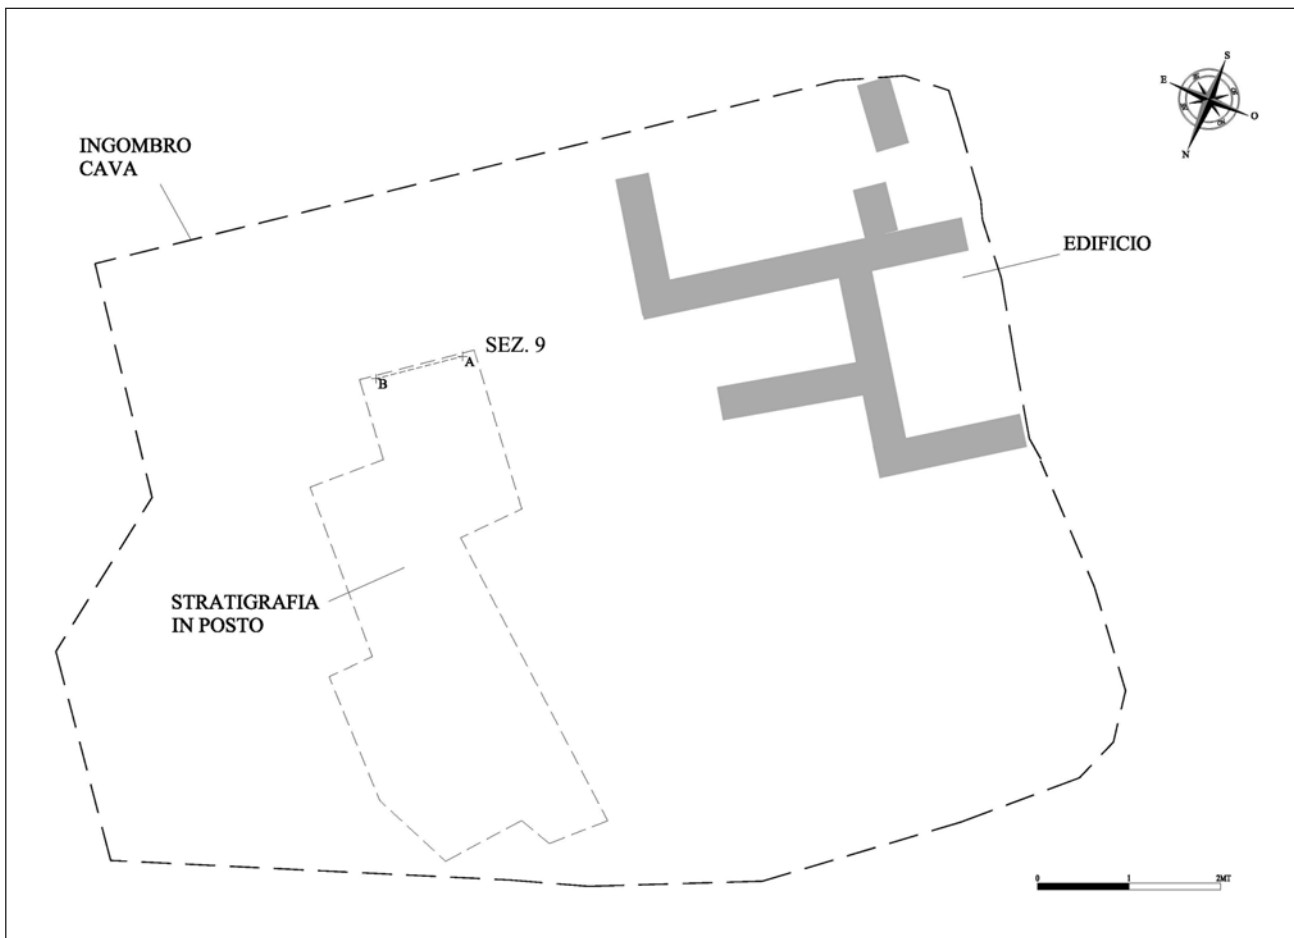 S
E
O
N
INGOMBRO
CAVA
EDIFICIO
SEZ. 9
A
B
STRATIGRAFIA
IN POSTO
0 1 2MT